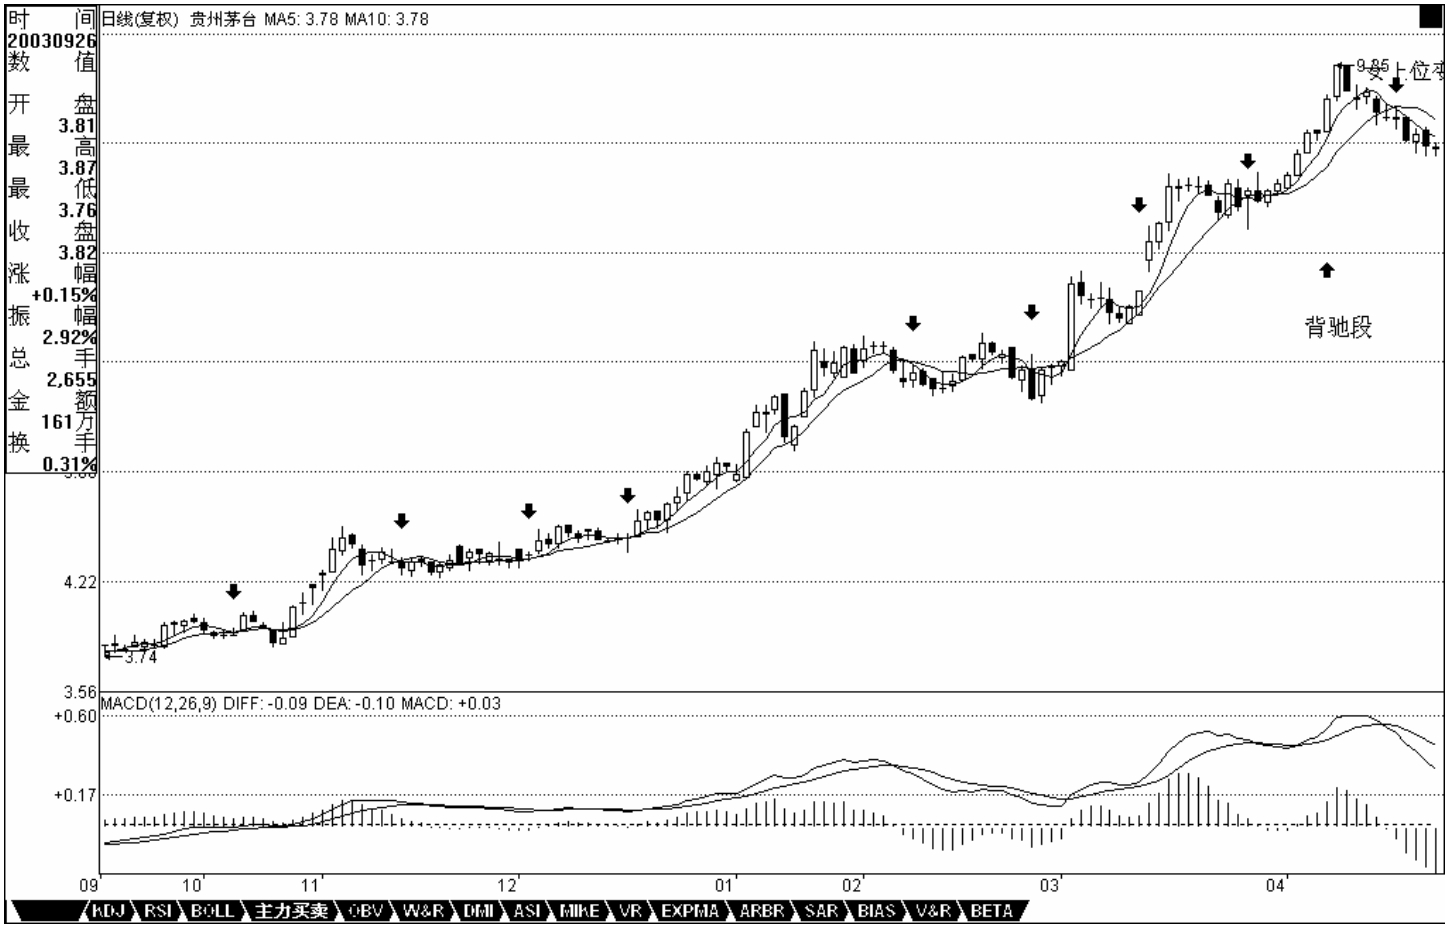 时 间
20030926
数 值
开 盘
3.81
最 高
3.87
最 低
3.76
收 盘
3.82
涨 幅
+0.15%
振 幅
2.92%
总 手
2,655
金 额
161万
换 手
0.31%
日线(复权) 贵州茅台 MA5: 3.78 MA10: 3.78
9.85
上位
背驰段
4.22
3.74
3.56
MACD(12,26,9) DIFF: -0.09 DEA: -0.10 MACD: +0.03
+0.60
+0.17
09 10 11 12 01 02 03 04
KDJ RSI BOLL 主力买卖 OBV W&R DMI ASI MIKE VR EXPMA ARBR SAR BIAS V&R BETA